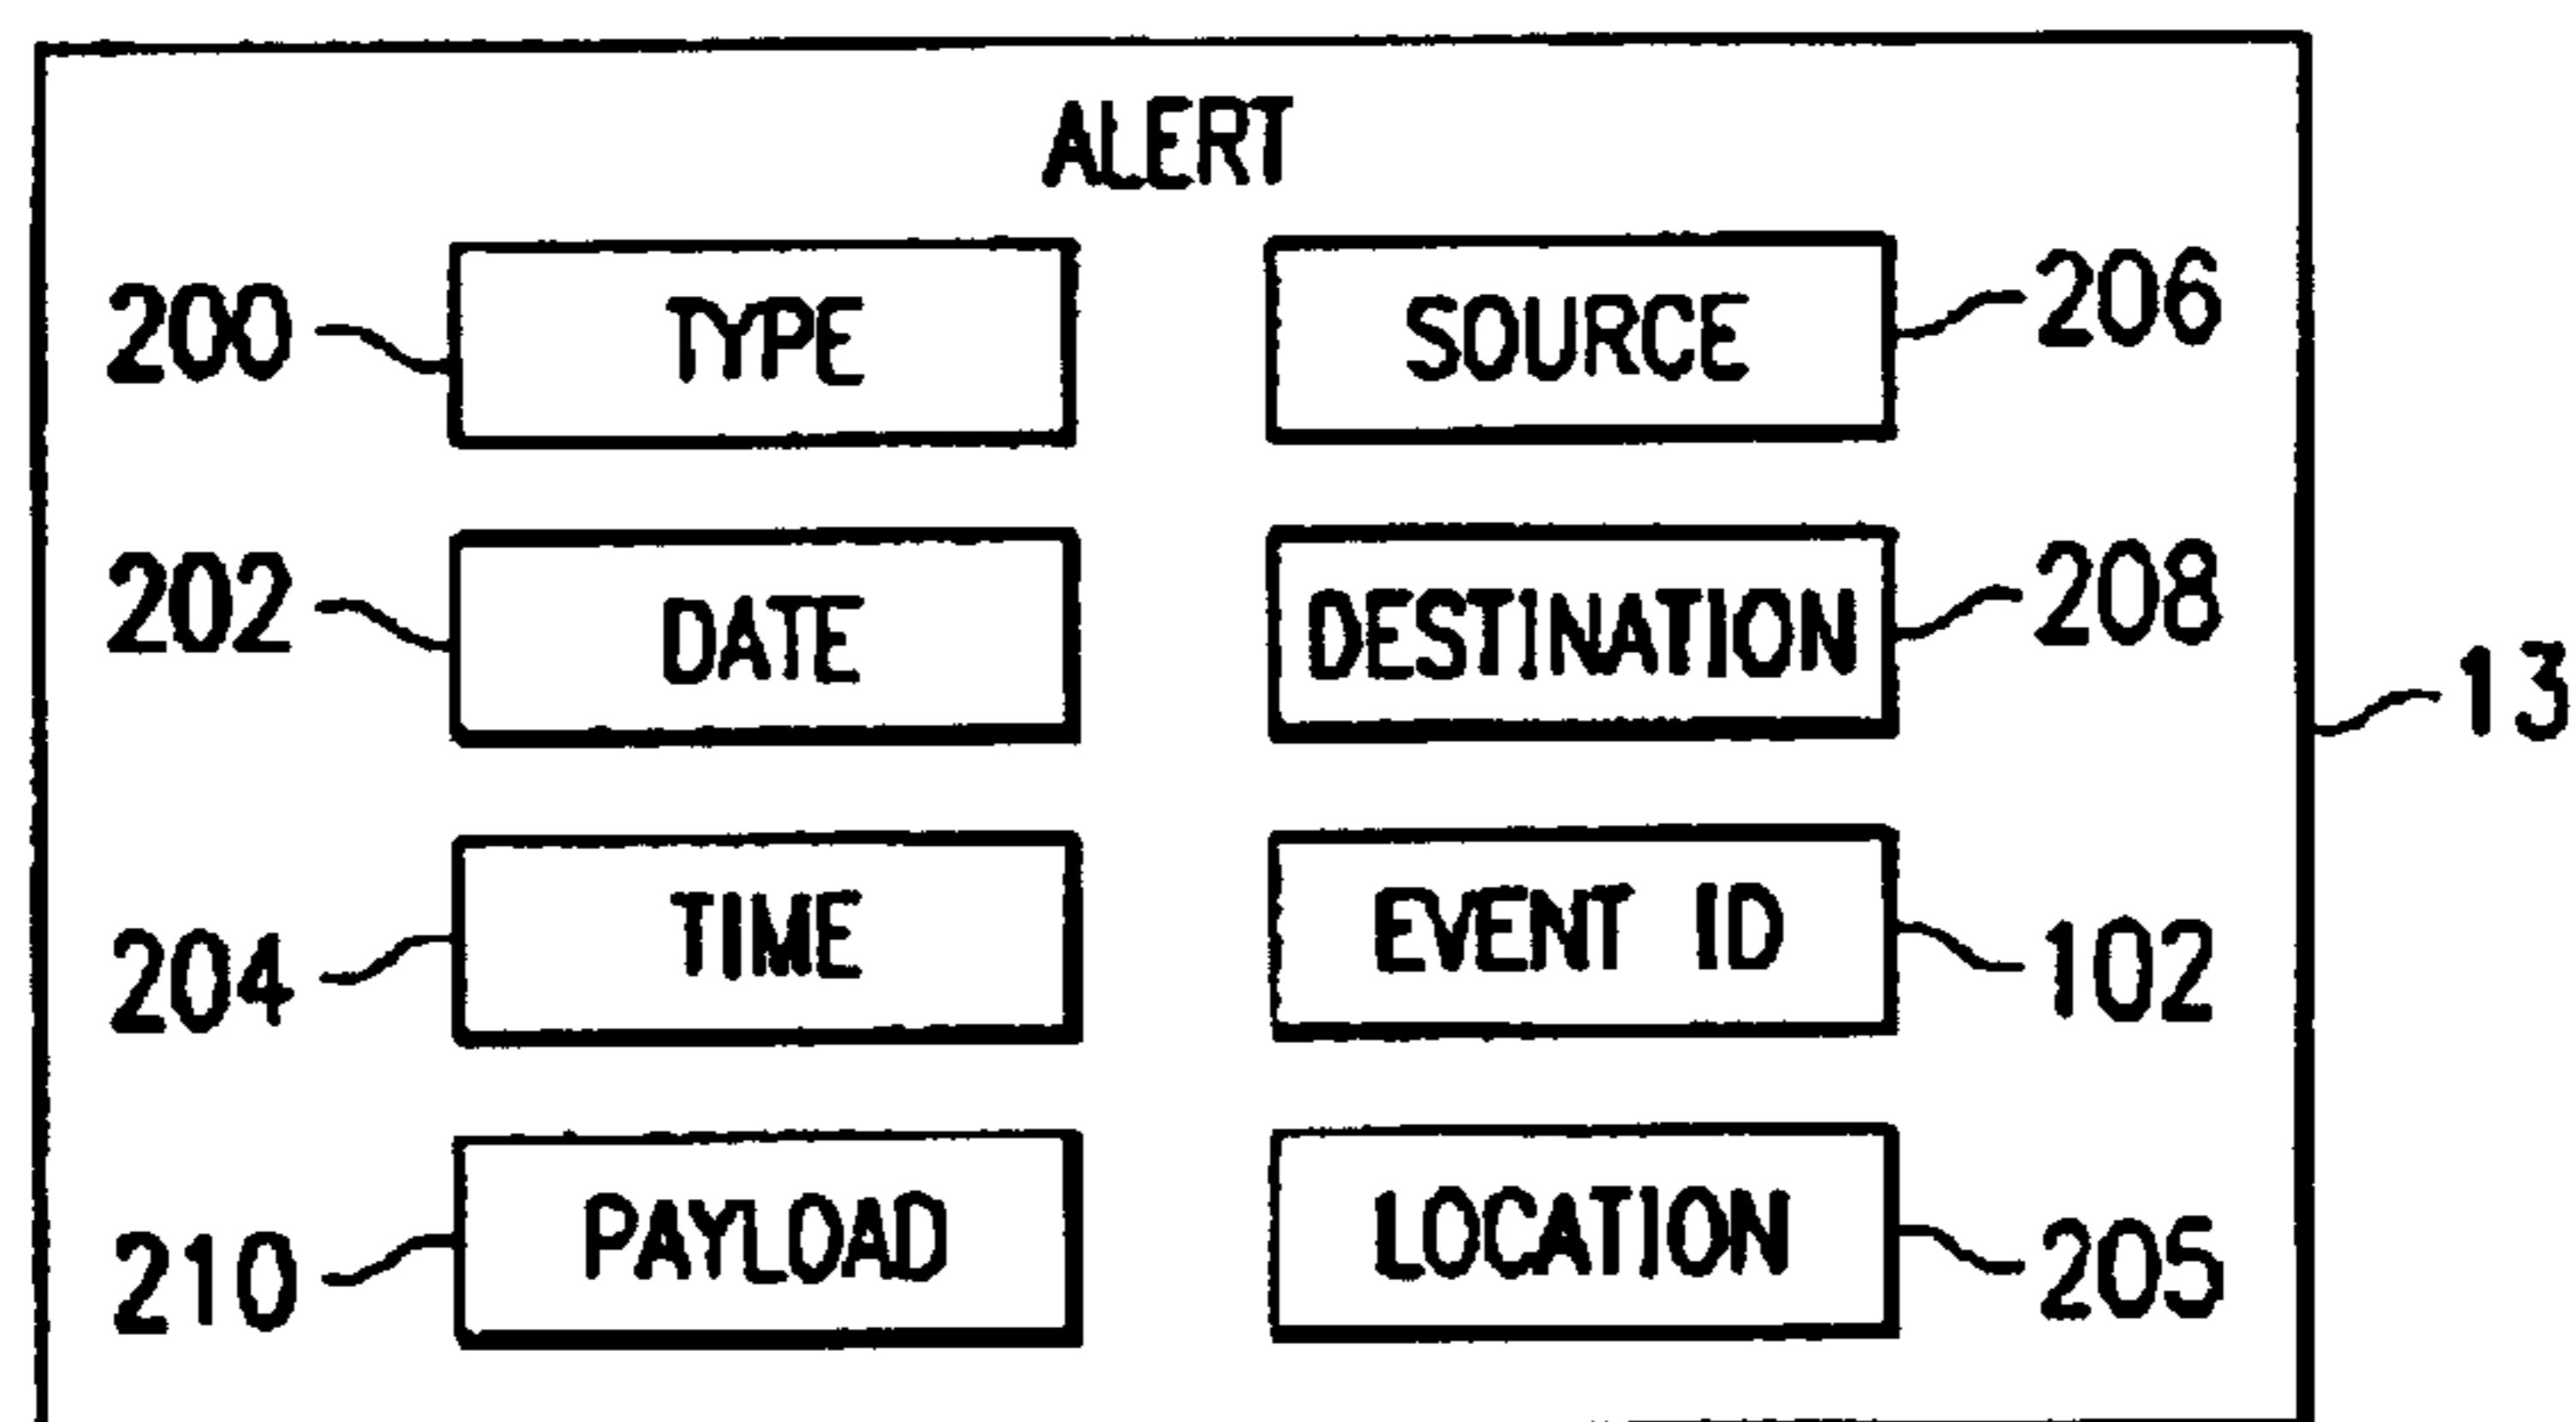 ALERT
200 TYPE SOURCE 206
202 DATE DESTINATION 208
13
204 TIME EVENT ID 102
210 PAYLOAD LOCATION 205